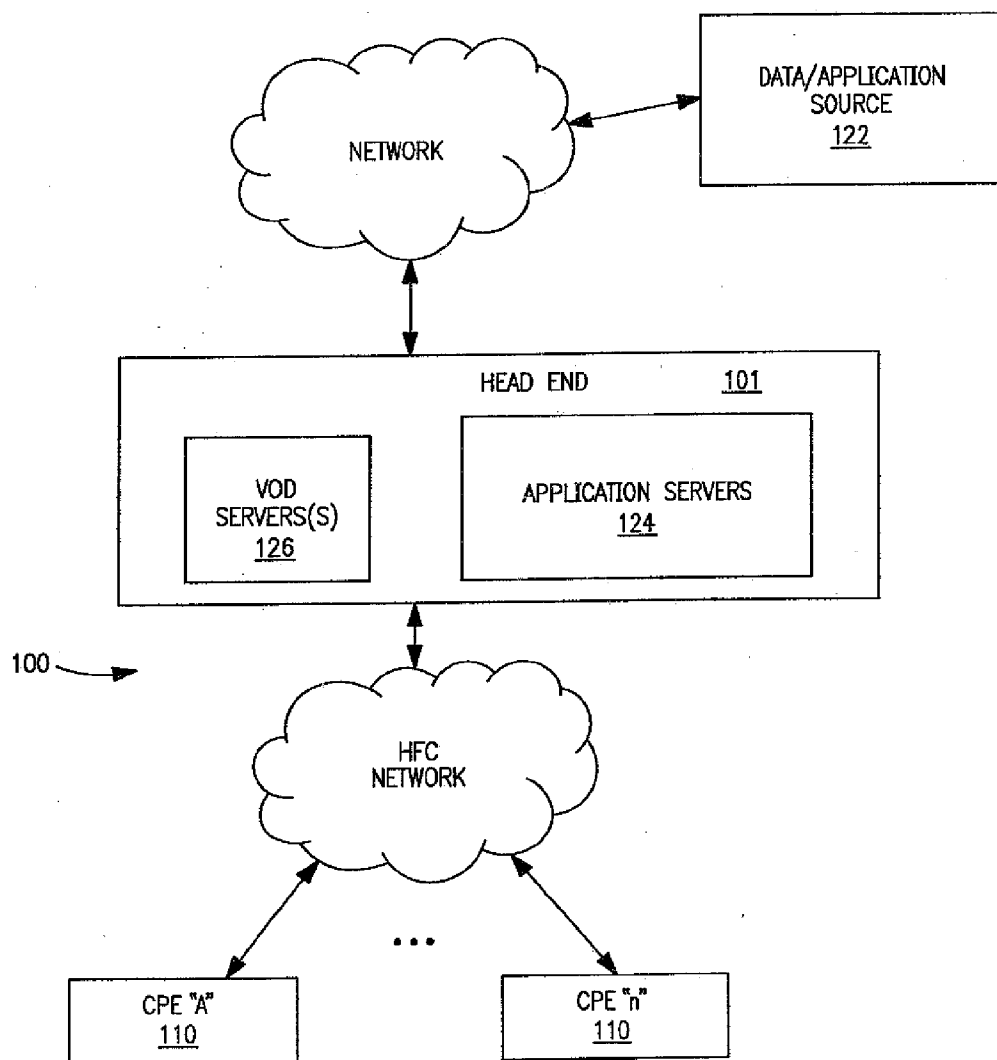 DATA/APPLICATION
SOURCE
122
NETWORK
HEAD END 101
VOD
SERVERS(S)
126
APPLICATION SERVERS
124
100
HFC
NETWORK
...
CPE "A"
110
CPE "n"
110